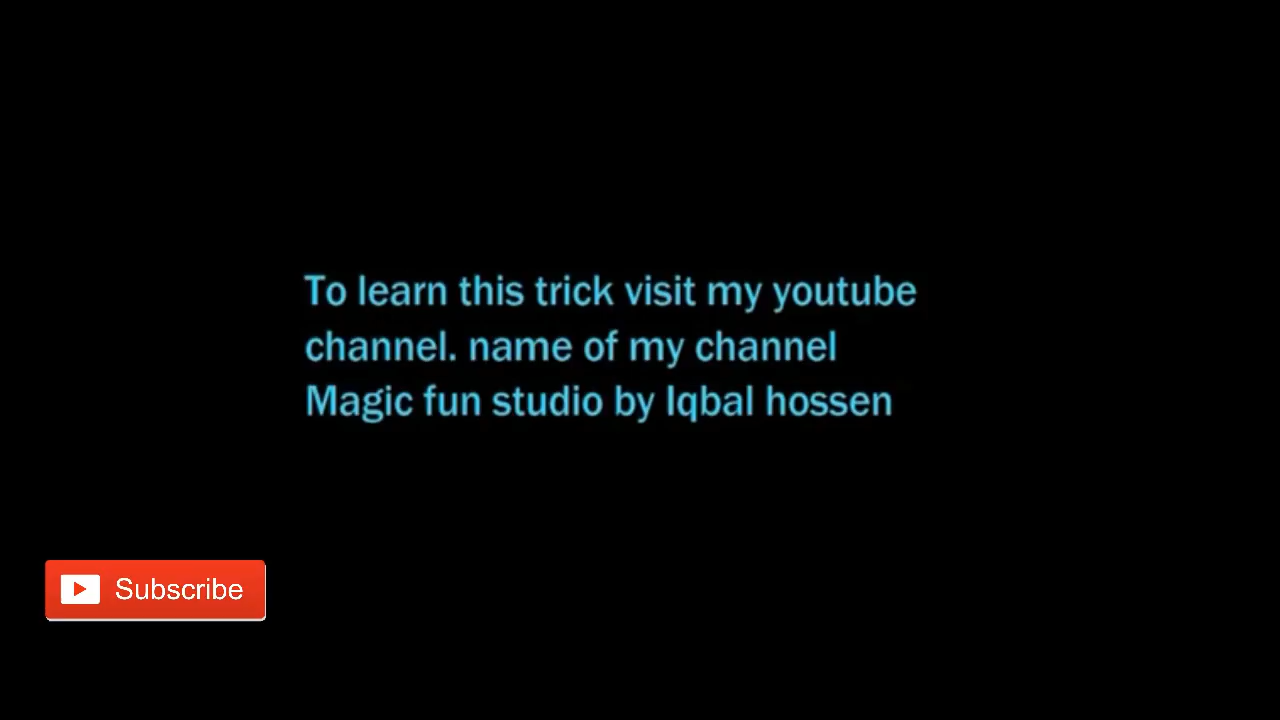 To learn this trick visit my youtube
channel. name of my channel
Magic fun studio by Iqbal hossen
Subscribe